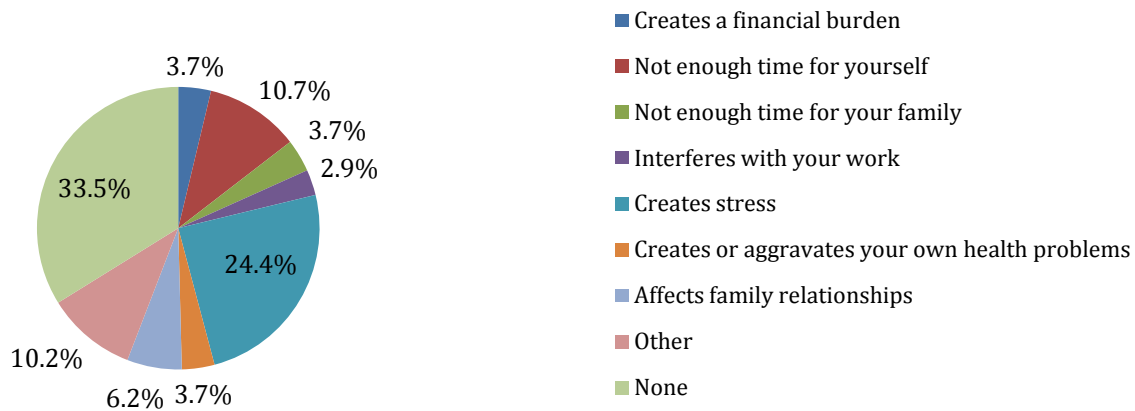 3.7%
10.7%
3.7%
2.9%
33.5%
24.4%
10.2%
6.2%
3.7%
Creates a financial burden
Not enough time for yourself
Not enough time for your family
Interferes with your work
Creates stress
Creates or aggravates your own health problems
Affects family relationships
Other
None